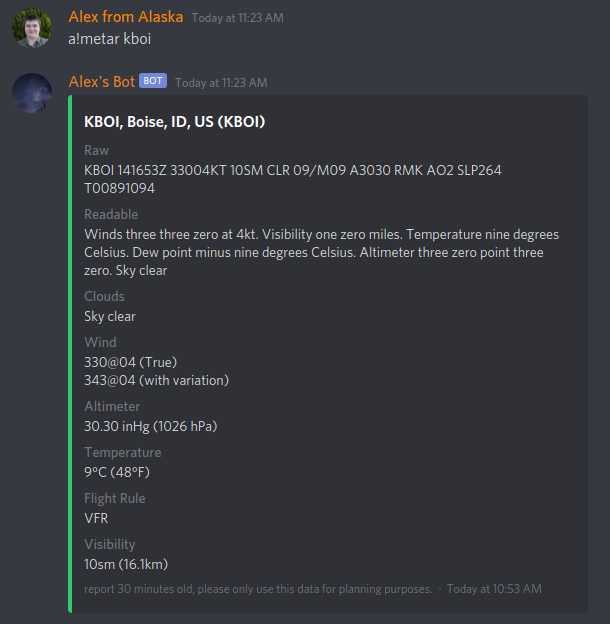 Alex from Alaska Today at 11:23 AM
a!metar kboi
Alex's Bot BOT Today at 11:23 AM
KBOI, Boise, ID, US (KBOI)
Raw
KBOI 141653Z 33004KT 10SM CLR 09/M09 A3030 RMK AO2 SLP264
T00891094
Readable
Winds three three zero at 4kt. Visibility one zero miles. Temperature nine degrees
Celsius. Dew point minus nine degrees Celsius. Altimeter three zero point three
zero. Sky clear
Clouds
Sky clear
Wind
330@04 (True)
343@04 (with variation)
Altimeter
30.30 inHg (1026 hPa)
Temperature
9°C (48°F)
Flight Rule
VFR
Visibility
10sm (16.1km)
report 30 minutes old, please only use this data for planning purposes. • Today at 10:53 AM